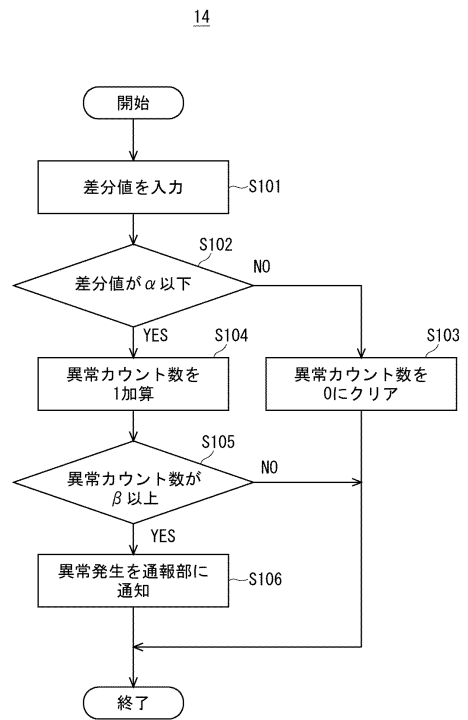 14
開始
差分値を入力
S101
S102
差分値がα以下
NO
YES
S104
異常カウント数を
1加算
S103
異常カウント数を
0にクリア
S105
異常カウント数が
β以上
NO
YES
異常発生を通報部に
通知
S106
終了